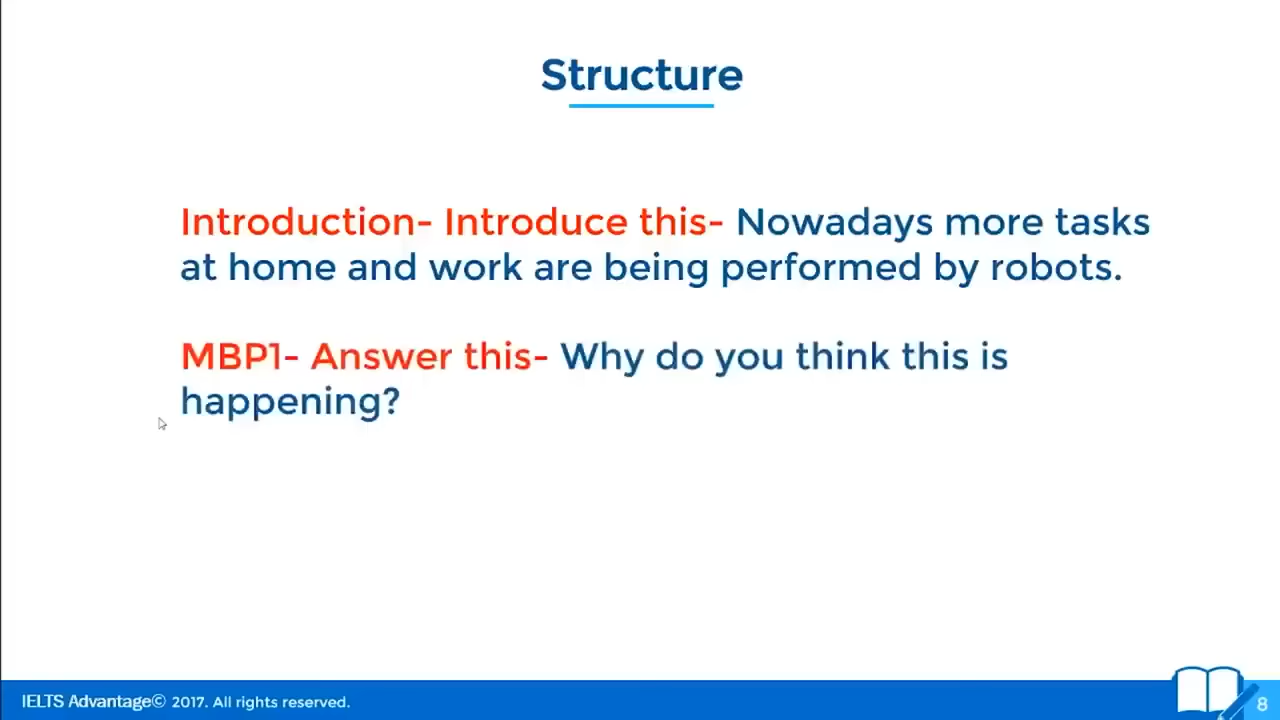 Structure
Introduction- Introduce this- Nowadays more tasks
at home and work are being performed by robots.
MBP1- Answer this- Why do you think this is
happening?
IELTS Advantage© 2017. All rights reserved.
8